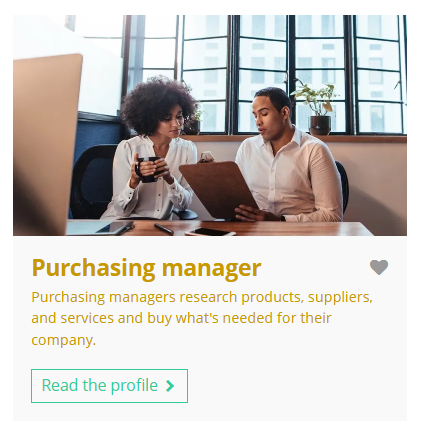 Purchasing manager
Purchasing managers research products, suppliers,
and services and buy what's needed for their
company.
Read the profile